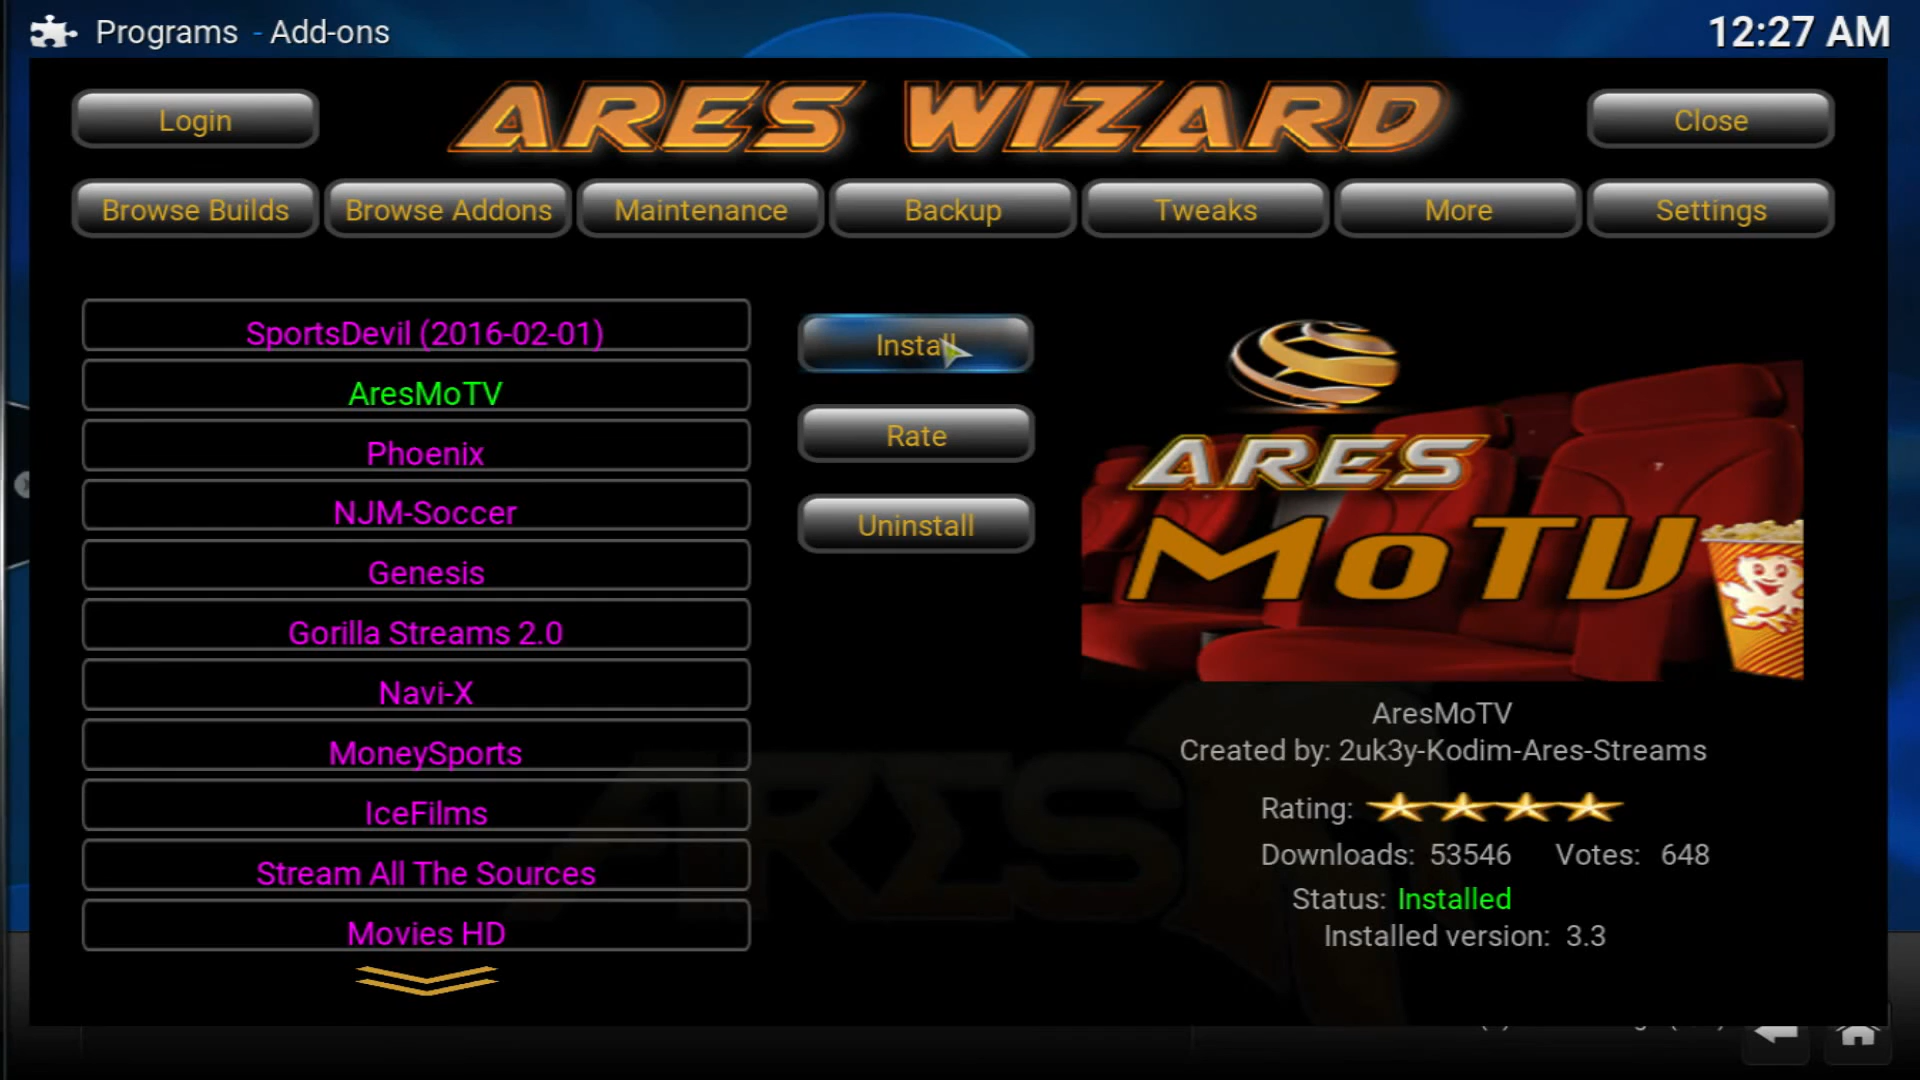 Programs - Add-ons
12:27 AM
Login
ARES WIZARD
Close
Browse Builds
Browse Addons
Maintenance
Backup
Tweaks
More
Settings
SportsDevil (2016-02-01)
AresMoTV
Phoenix
NJM-Soccer
Genesis
Gorilla Streams 2.0
Navi-X
MoneySports
IceFilms
Stream All The Sources
Movies HD
Install
Rate
Uninstall
ARES
MoTV
AresMoTV
Created by: 2uk3y-Kodim-Ares-Streams
Rating:
Downloads: 53546 Votes: 648
Status: Installed
Installed version: 3.3
ARES